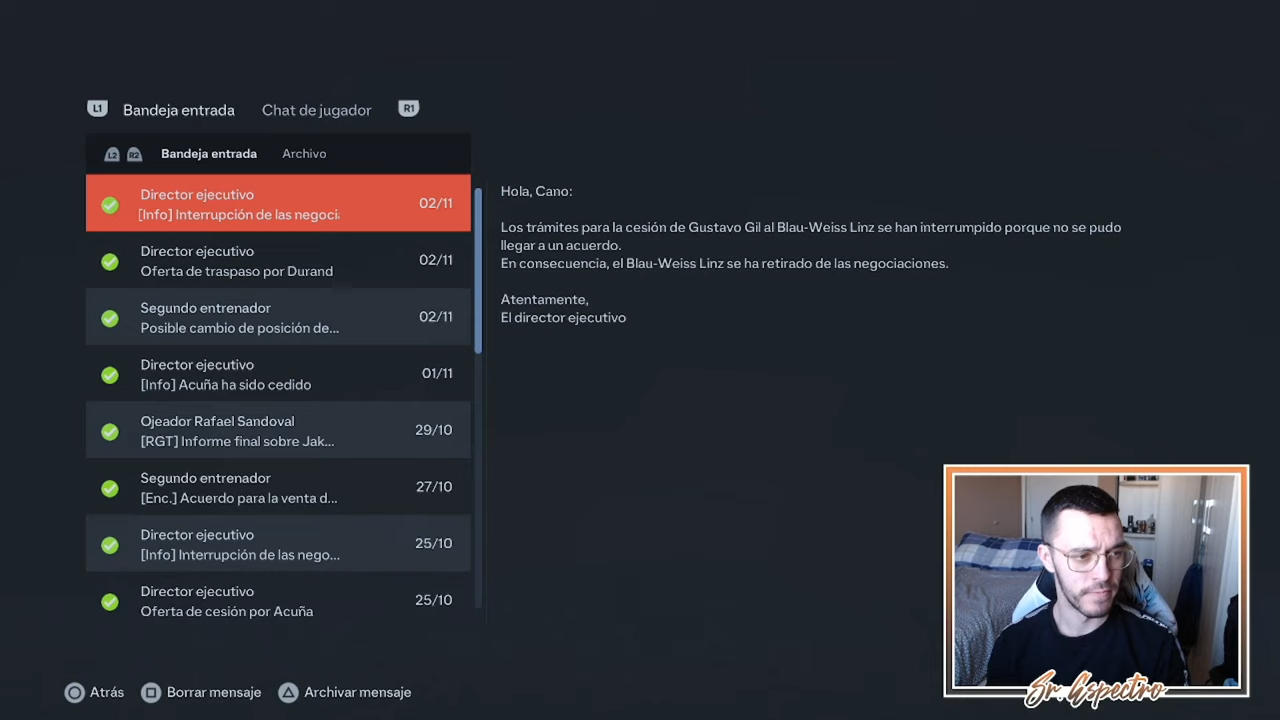 L1 Bandeja entrada Chat de jugador R1
L2 R2 Bandeja entrada Archivo
Director ejecutivo
[Info] Interrupción de las negoci
02/11
Director ejecutivo
Oferta de traspaso por Durand
02/11
Segundo entrenador
Posible cambio de posición de...
02/11
Director ejecutivo
[Info] Acuña ha sido cedido
01/11
Ojeador Rafael Sandoval
[RGT] Informe final sobre Jak...
29/10
Segundo entrenador
[Enc.] Acuerdo para la venta d...
27/10
Director ejecutivo
[Info] Interrupción de las nego...
25/10
Director ejecutivo
Oferta de cesión por Acuña
25/10
Hola, Cano:
Los trámites para la cesión de Gustavo Gil al Blau-Weiss Linz se han interrumpido porque no se pudo
llegar a un acuerdo.
En consecuencia, el Blau-Weiss Linz se ha retirado de las negociaciones.
Atentamente,
El director ejecutivo
Sr. Espectro
Atrás Borrar mensaje Archivar mensaje